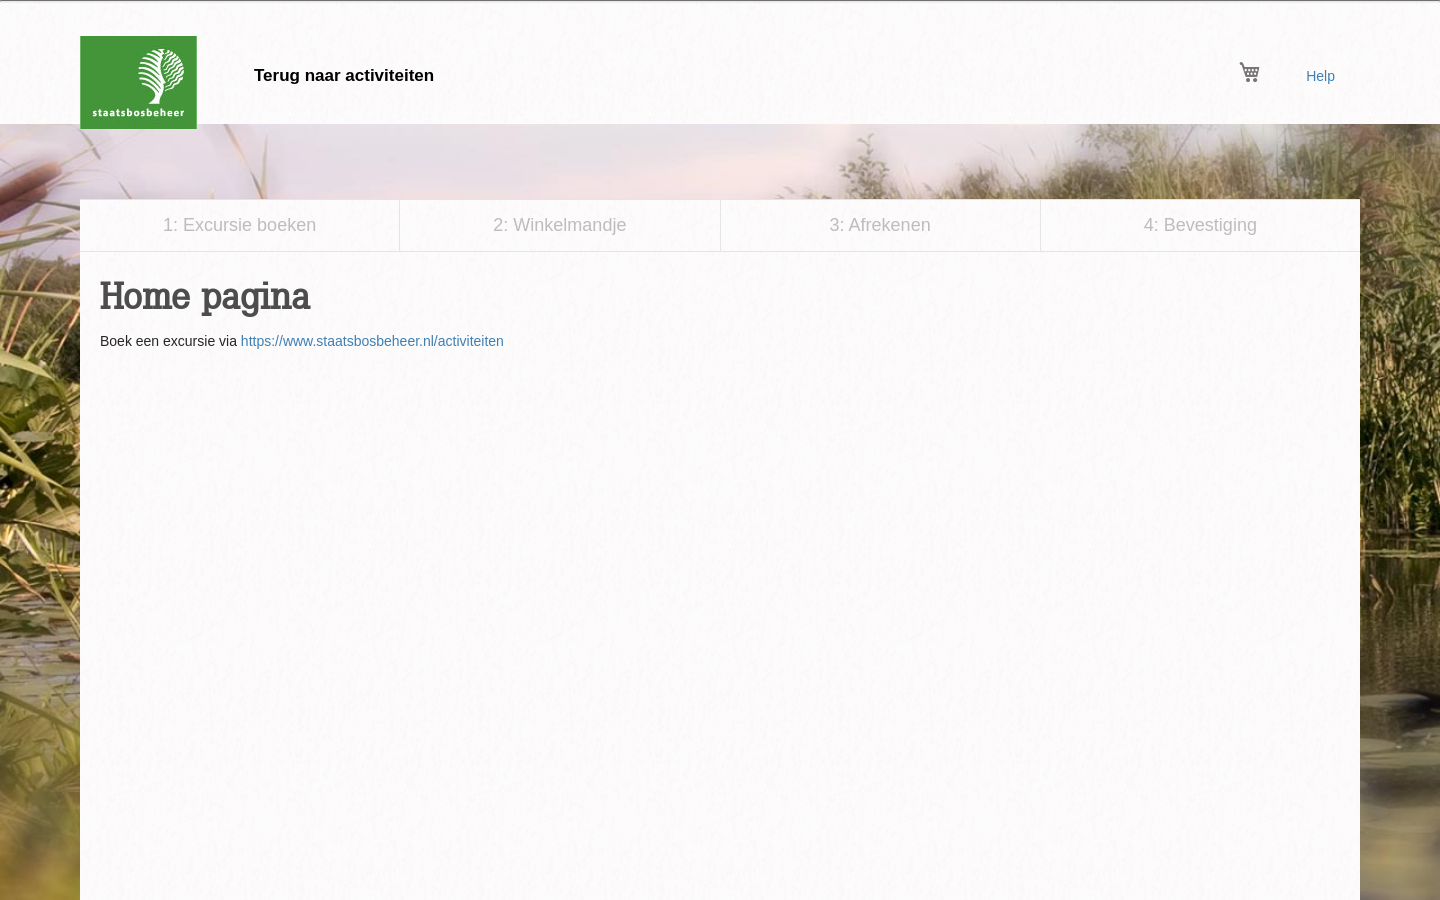 staatsbosbeheer
Terug naar activiteiten
Help
1: Excursie boeken
2: Winkelmandje
3: Afrekenen
4: Bevestiging
Home pagina
Boek een excursie via https://www.staatsbosbeheer.nl/activiteiten